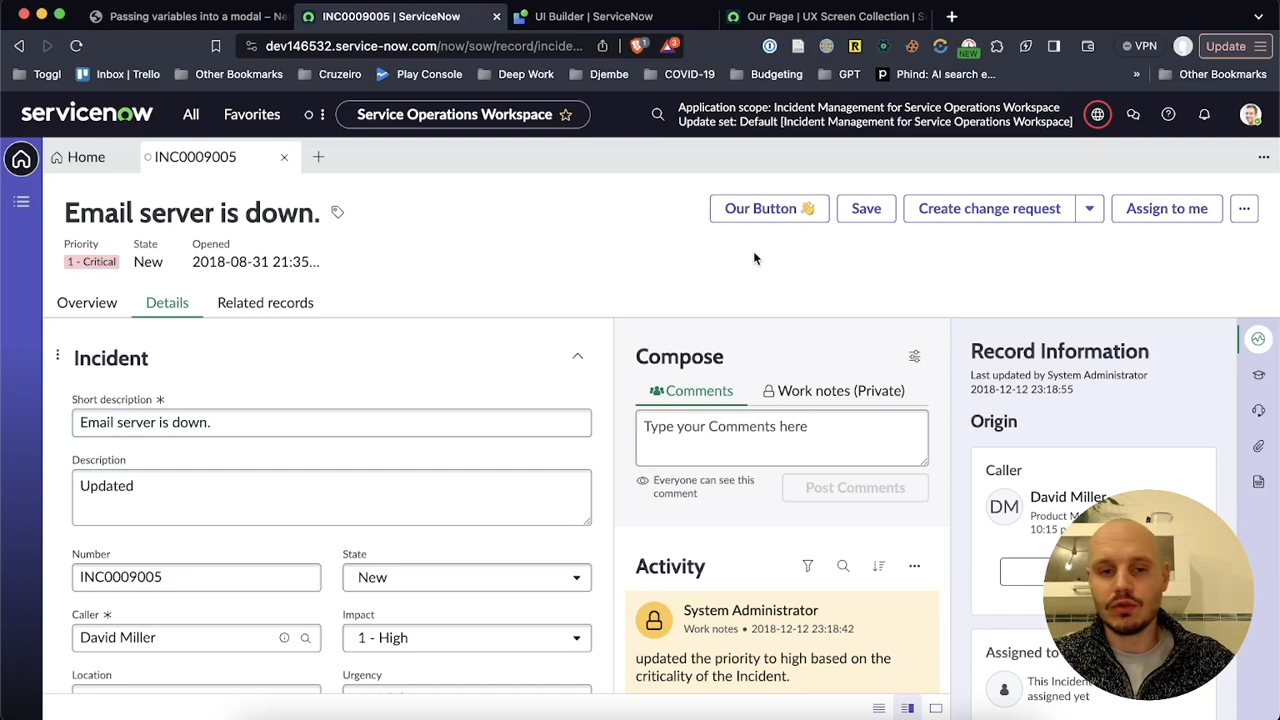 Passing variables into a modal – Ne
INC0009005 | ServiceNow
UI Builder | ServiceNow
Our Page | UX Screen Collection | S
dev146532.service-now.com/now/sow/record/incide...
1
3
NEW
VPN
Update
Toggl
Inbox | Trello
Other Bookmarks
Cruzeiro
Play Console
Deep Work
Djembe
COVID-19
Budgeting
GPT
Phind: AI search e...
»
Other Bookmarks
servicenow
All
Favorites
Service Operations Workspace
Application scope: Incident Management for Service Operations Workspace
Update set: Default [Incident Management for Service Operations Workspace]
Home
INC0009005
Email server is down.
Our Button 👋
Save
Create change request
Assign to me
Priority
State
Opened
1 - Critical
New
2018-08-31 21:35...
Overview
Details
Related records
Incident
Short description
Email server is down.
Description
Updated
Number
INC0009005
State
New
Caller
David Miller
Impact
1 - High
Location
Urgency
Compose
Comments
Work notes (Private)
Type your Comments here
Everyone can see this
comment
Post Comments
Activity
System Administrator
Work notes • 2018-12-12 23:18:42
updated the priority to high based on the
criticality of the Incident.
Record Information
Last updated by System Administrator
2018-12-12 23:18:55
Origin
Caller
DM
David Miller
Product M
10:15 p
Assigned to
This Inciden
assigned yet